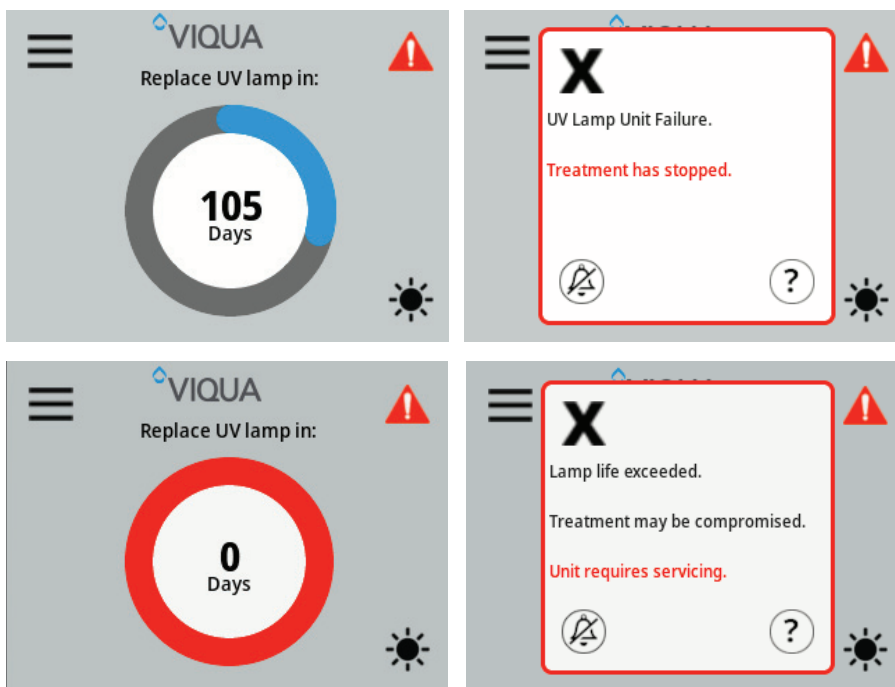 VIQUA
Replace UV lamp in:
105
Days
X
UV Lamp Unit Failure.
Treatment has stopped.
?
VIQUA
Replace UV lamp in:
0
Days
X
Lamp life exceeded.
Treatment may be compromised.
Unit requires servicing.
?